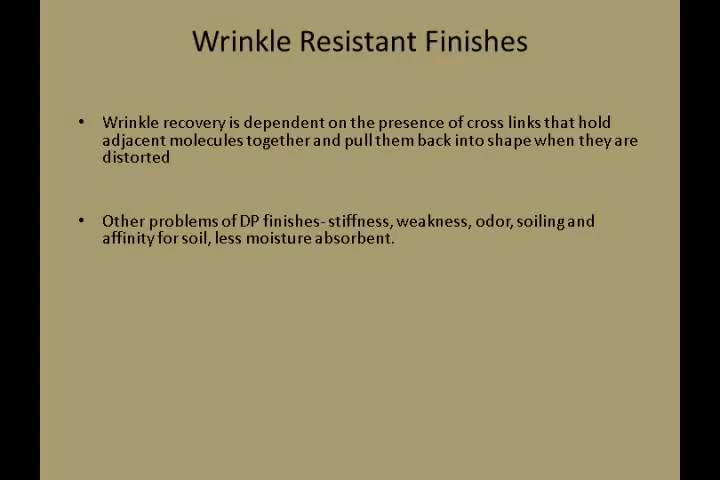 Wrinkle Resistant Finishes
• Wrinkle recovery is dependent on the presence of cross links that hold
adjacent molecules together and pull them back into shape when they are
distorted
• Other problems of DP finishes- stiffness, weakness, odor, soiling and
affinity for soil, less moisture absorbent.